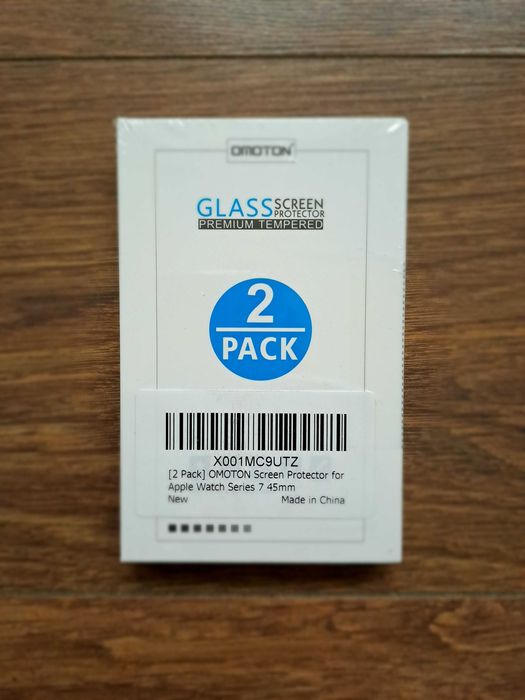 OMOTON
GLASS SCREEN PROTECTOR
PREMIUM TEMPERED
2
PACK
X001MC9UTZ
[2 Pack] OMOTON Screen Protector for
Apple Watch Series 7 45mm
New Made in China